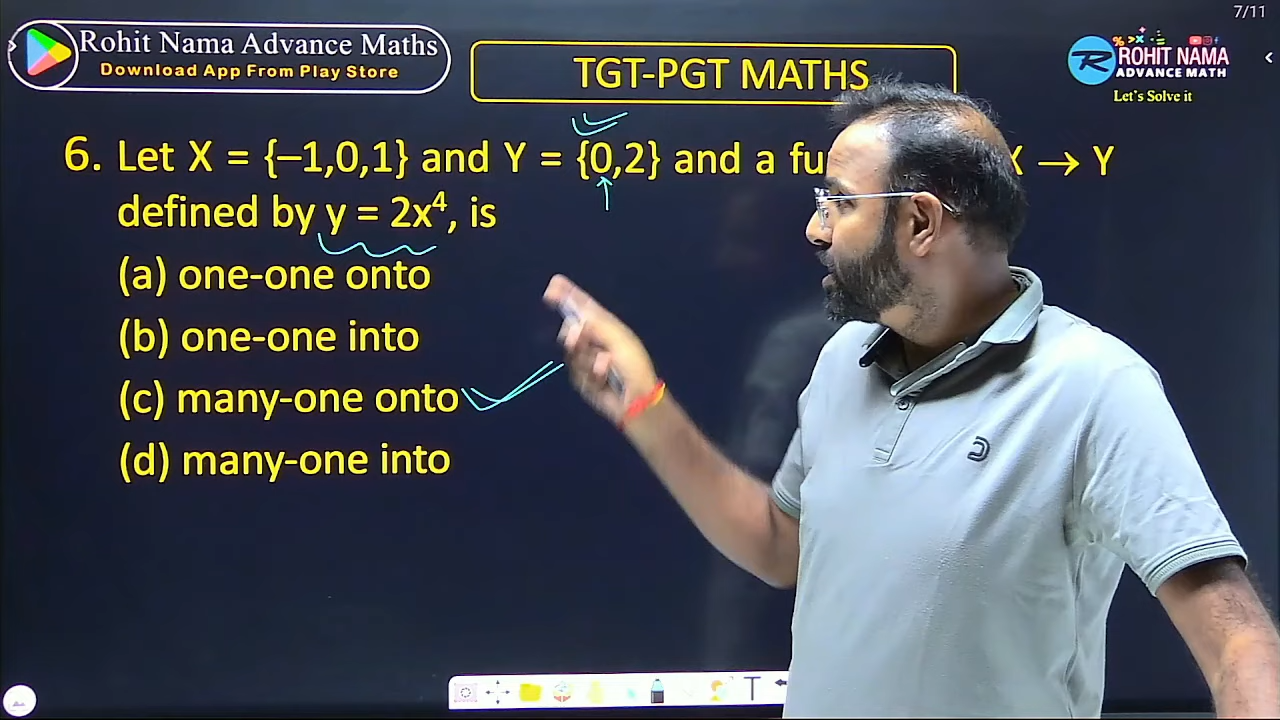 7/11
Rohit Nama Advance Maths
Download App From Play Store
TGT-PGT MATHS
ROHIT NAMA
ADVANCE MATH
Let's Solve it
6. Let X = {–1,0,1} and Y = {0,2} and a fu X → Y
defined by y = 2x⁴, is
(a) one-one onto
(b) one-one into
(c) many-one onto
(d) many-one into